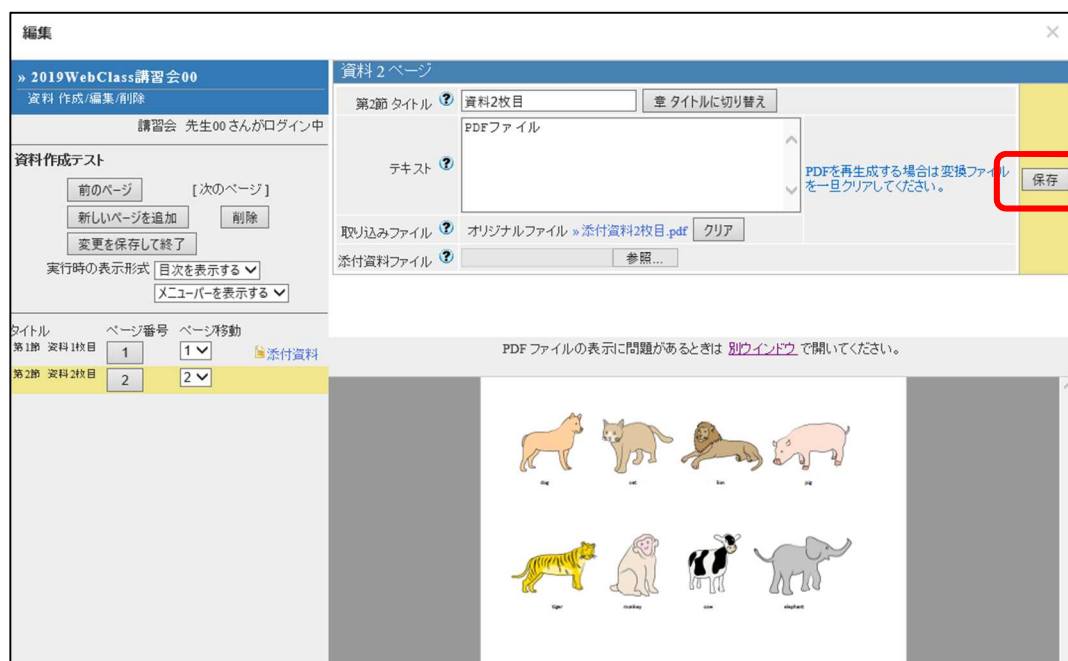 編集
» 2019WebClass講習会00
資料 作成/編集/削除
講習会 先生00 さんがログイン中
資料作成テスト
前のページ [次のページ]
新しいページを追加 削除
変更を保存して終了
実行時の表示形式 目次を表示する
メニューバーを表示する
タイトル ページ番号 ページ移動
第1節 資料1枚目 1 1 添付資料
第2節 資料2枚目 2 2
資料 2 ページ
第2節 タイトル 資料2枚目 章 タイトルに切り替え
テキスト PDFファイル
PDFを再生成する場合は変換ファイル
を一旦クリアしてください。
保存
取り込みファイル オリジナルファイル »添付資料2枚目.pdf クリア
添付資料ファイル 参照...
PDF ファイルの表示に問題があるときは 別ウインドウ で開いてください。
dog cat lion pig
tiger monkey cow elephant